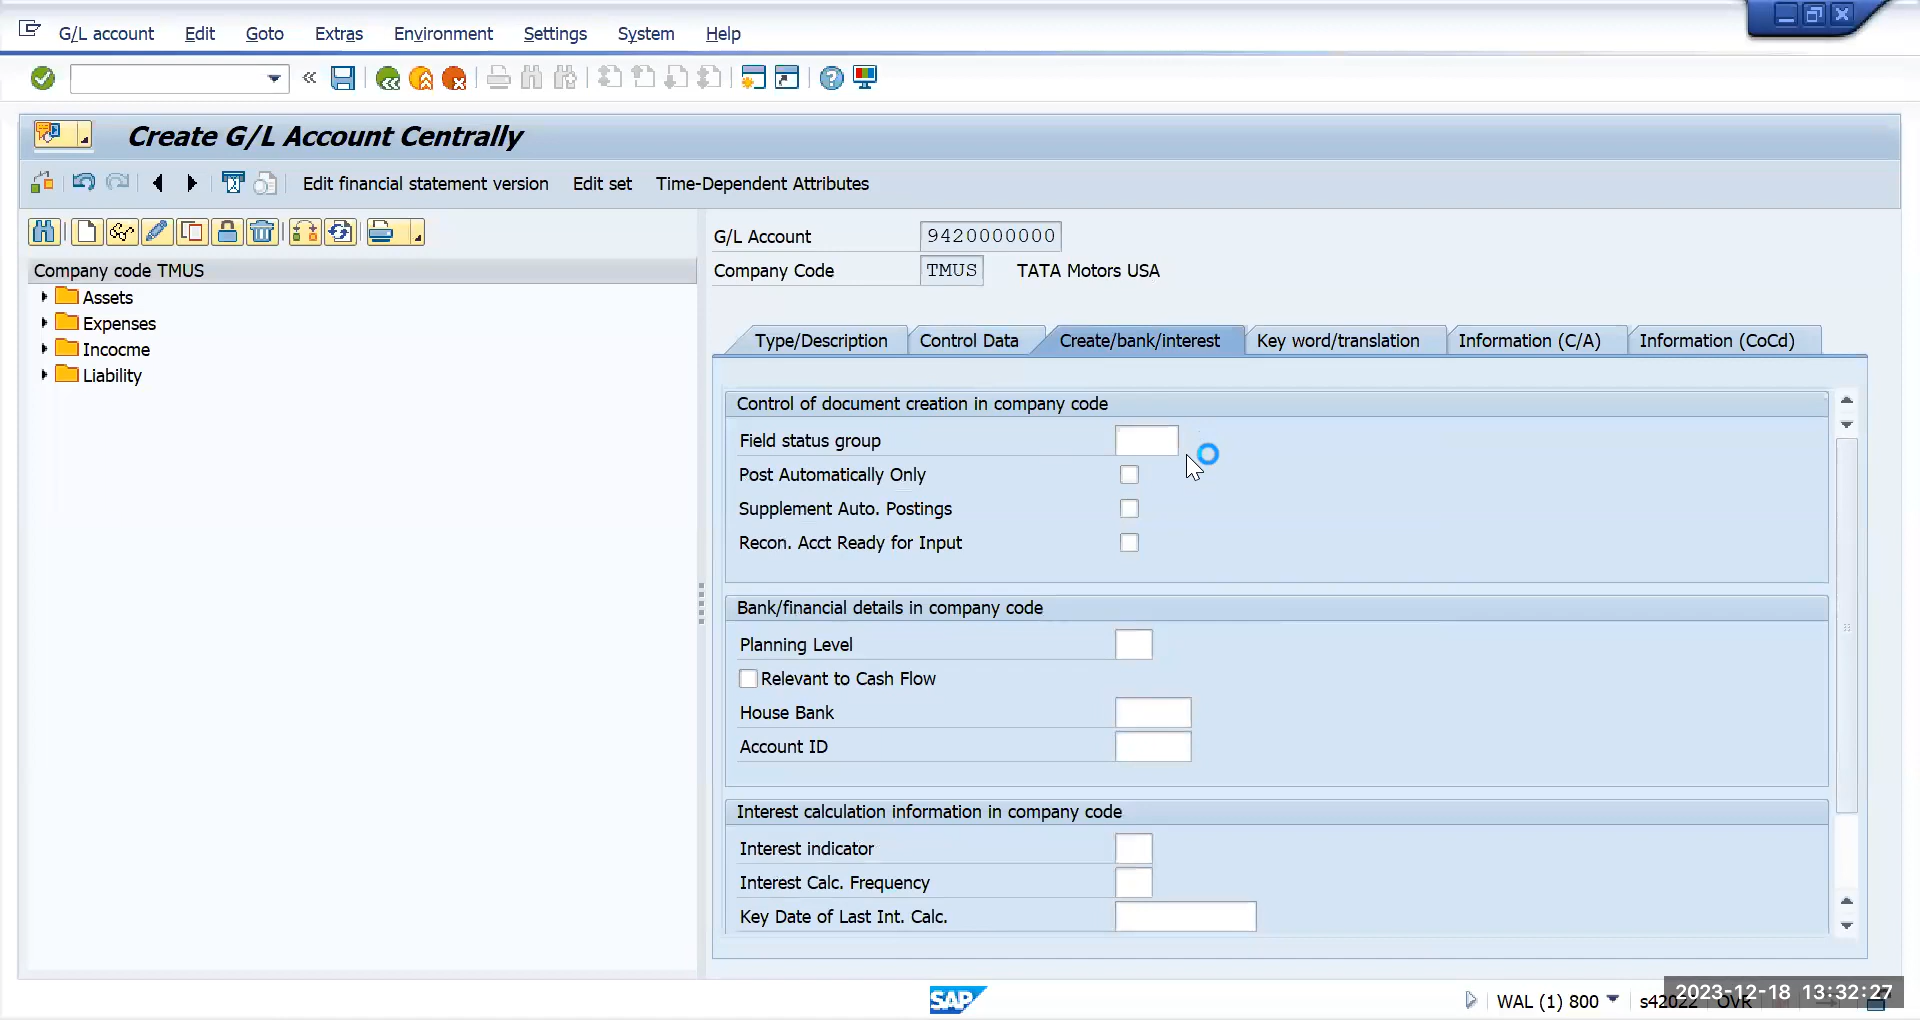 G/L account Edit Goto Extras Environment Settings System Help
Create G/L Account Centrally
Edit financial statement version Edit set Time-Dependent Attributes
Company code TMUS
Assets
Expenses
Incocme
Liability
G/L Account 9420000000
Company Code TMUS TATA Motors USA
Type/Description Control Data Create/bank/interest Key word/translation Information (C/A) Information (CoCd)
Control of document creation in company code
Field status group
Post Automatically Only
Supplement Auto. Postings
Recon. Acct Ready for Input
Bank/financial details in company code
Planning Level
Relevant to Cash Flow
House Bank
Account ID
Interest calculation information in company code
Interest indicator
Interest Calc. Frequency
Key Date of Last Int. Calc.
SAP
WAL (1) 800 s42022 OVR
2023-12-18 13:32:27